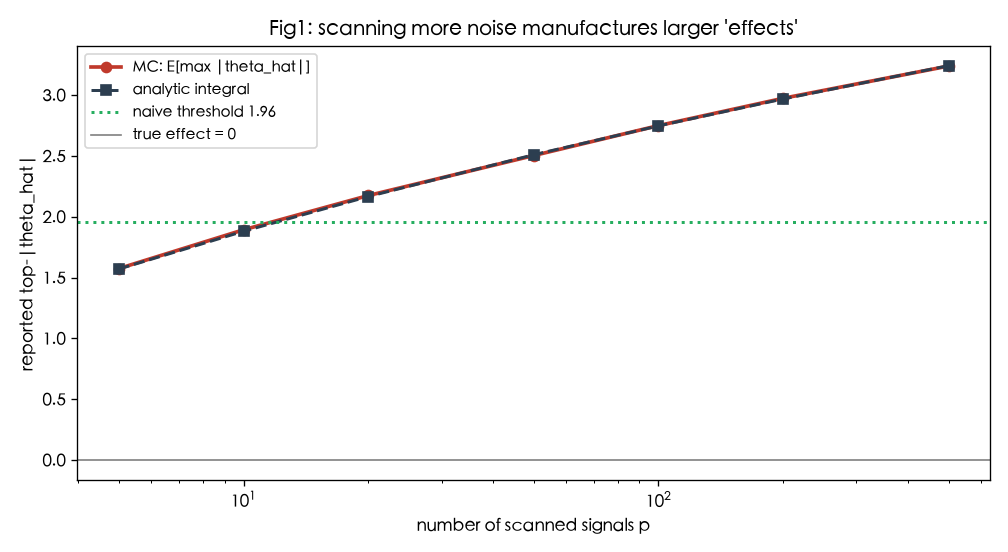 Fig1: scanning more noise manufactures larger 'effects'
MC: E[max |theta_hat|]
analytic integral
naive threshold 1.96
true effect = 0
reported top-|theta_hat|
3.0
2.5
2.0
1.5
1.0
0.5
0.0
10¹
10²
number of scanned signals p